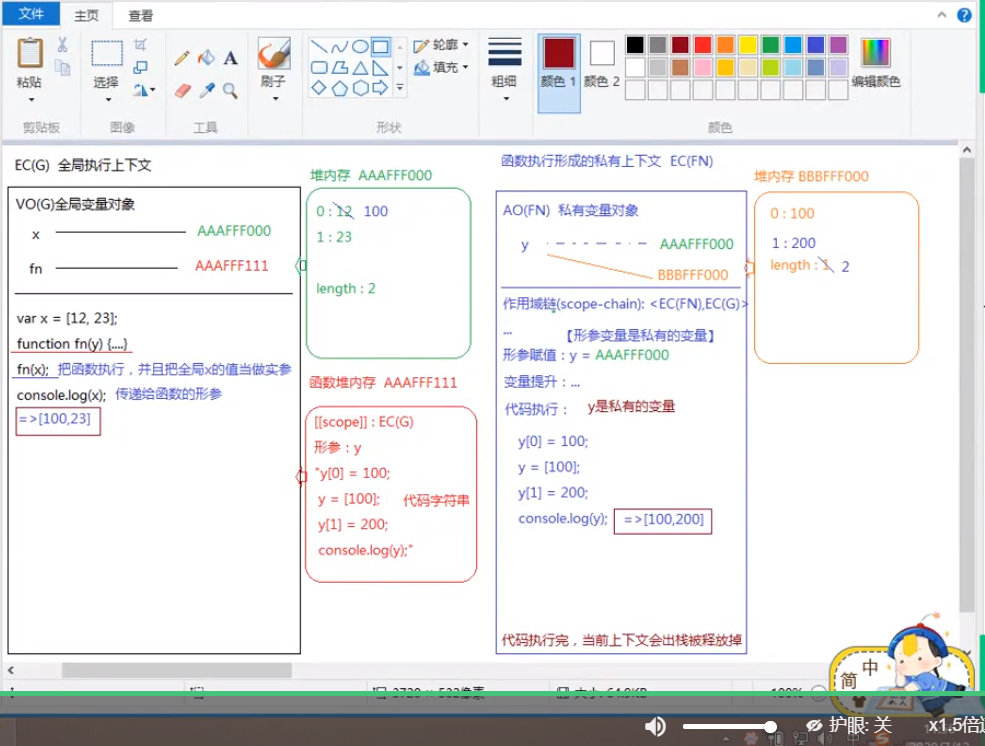 文件 主页 查看
粘贴
选择
刷子
轮廓
填充
粗细
颜色 1
颜色 2
编辑颜色
剪贴板
图像
工具
形状
颜色
EC(G) 全局执行上下文
VO(G)全局变量对象
x AAAFFF000
fn AAAFFF111
var x = [12, 23];
function fn(y) {....}
fn(x); 把函数执行，并且把全局x的值当做实参
console.log(x); 传递给函数的形参
=>[100,23]
堆内存 AAAFFF000
0 : 12 100
1 : 23
length : 2
函数堆内存 AAAFFF111
[[scope]] : EC(G)
形参 : y
"y[0] = 100;
y = [100]; 代码字符串
y[1] = 200;
console.log(y);"
函数执行形成的私有上下文 EC(FN)
AO(FN) 私有变量对象
y AAAFFF000
BBBFFF000
作用域链(scope-chain): <EC(FN),EC(G)>
... 【形参变量是私有的变量】
形参赋值 : y = AAAFFF000
变量提升 : ...
代码执行 : y是私有的变量
y[0] = 100;
y = [100];
y[1] = 200;
console.log(y); =>[100,200]
代码执行完，当前上下文会出栈被释放掉
堆内存 BBBFFF000
0 : 100
1 : 200
length : 1 2
简 中
护眼: 关 x1.5倍